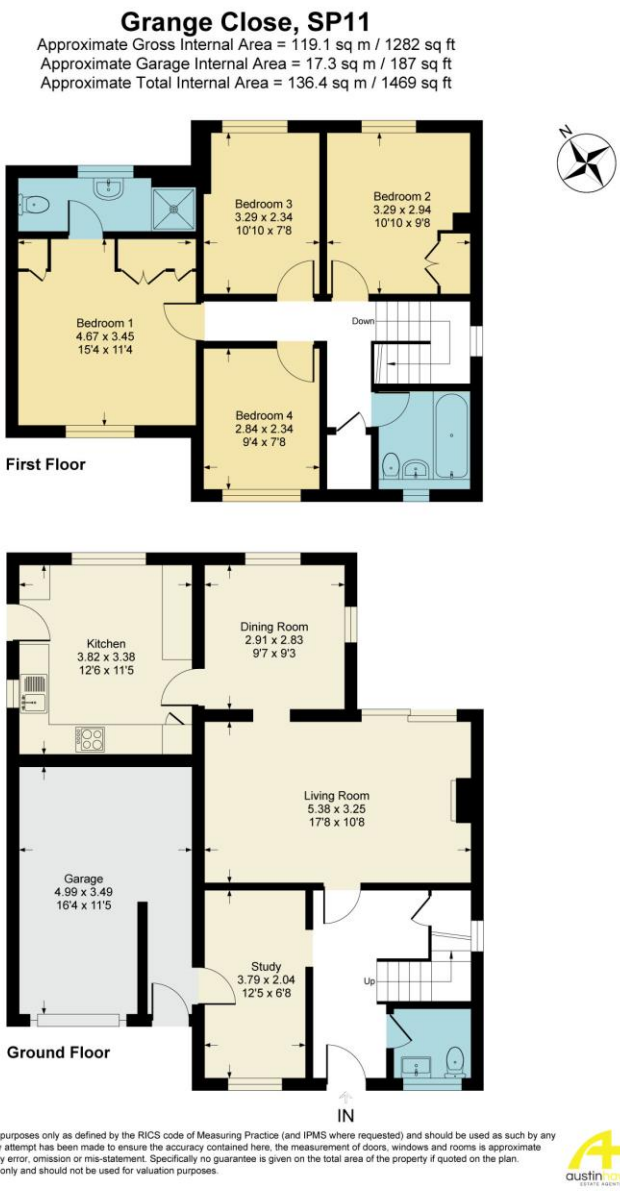 Grange Close, SP11
Approximate Gross Internal Area = 119.1 sq m / 1282 sq ft
Approximate Garage Internal Area = 17.3 sq m / 187 sq ft
Approximate Total Internal Area = 136.4 sq m / 1469 sq ft
N
Bedroom 3
3.29 x 2.34
10'10 x 7'8
Bedroom 2
3.29 x 2.94
10'10 x 9'8
Bedroom 1
4.67 x 3.45
15'4 x 11'4
Down
Bedroom 4
2.84 x 2.34
9'4 x 7'8
First Floor
Kitchen
3.82 x 3.38
12'6 x 11'5
Dining Room
2.91 x 2.83
9'7 x 9'3
Living Room
5.38 x 3.25
17'8 x 10'8
Garage
4.99 x 3.49
16'4 x 11'5
Study
3.79 x 2.04
12'5 x 6'8
Up
Ground Floor
IN
purposes only as defined by the RICS code of Measuring Practice (and IPMS where requested) and should be used as such by any
attempt has been made to ensure the accuracy contained here, the measurement of doors, windows and rooms is approximate
error, omission or mis-statement. Specifically no guarantee is given on the total area of the property if quoted on the plan.
only and should not be used for valuation purposes.
ESTATE AGENT